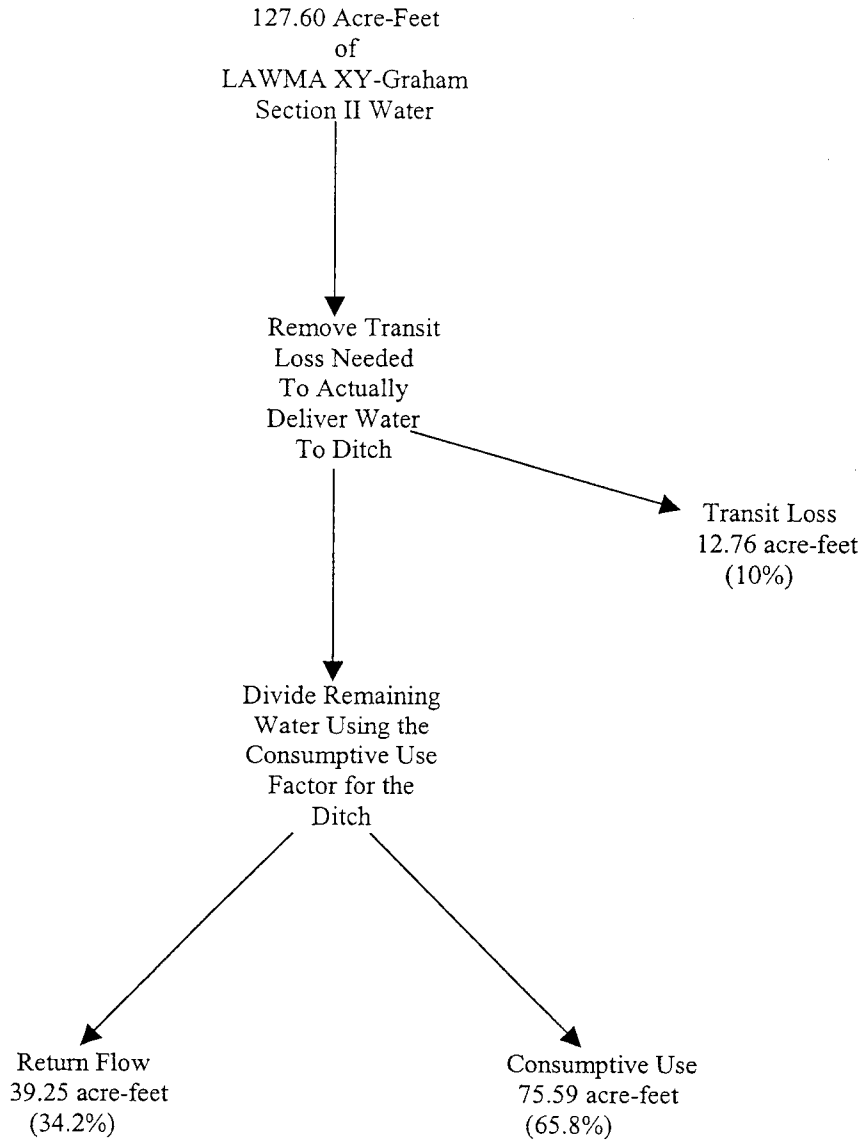 127.60 Acre-Feet
of
LAWMA XY-Graham
Section II Water
Remove Transit
Loss Needed
To Actually
Deliver Water
To Ditch
Transit Loss
12.76 acre-feet
(10%)
Divide Remaining
Water Using the
Consumptive Use
Factor for the
Ditch
Return Flow
39.25 acre-feet
(34.2%)
Consumptive Use
75.59 acre-feet
(65.8%)